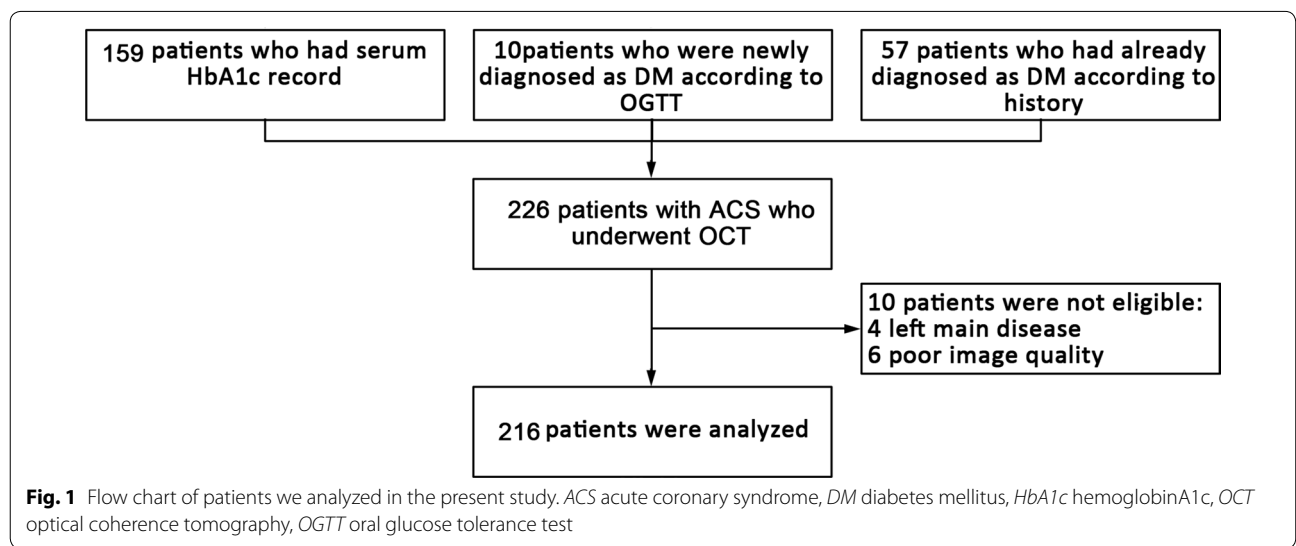 159 patients who had serum
HbA1c record
10patients who were newly
diagnosed as DM according to
OGTT
57 patients who had already
diagnosed as DM according to
history
226 patients with ACS who
underwent OCT
10 patients were not eligible:
4 left main disease
6 poor image quality
216 patients were analyzed
Fig. 1 Flow chart of patients we analyzed in the present study. ACS acute coronary syndrome, DM diabetes mellitus, HbA1c hemoglobinA1c, OCT
optical coherence tomography, OGTT oral glucose tolerance test